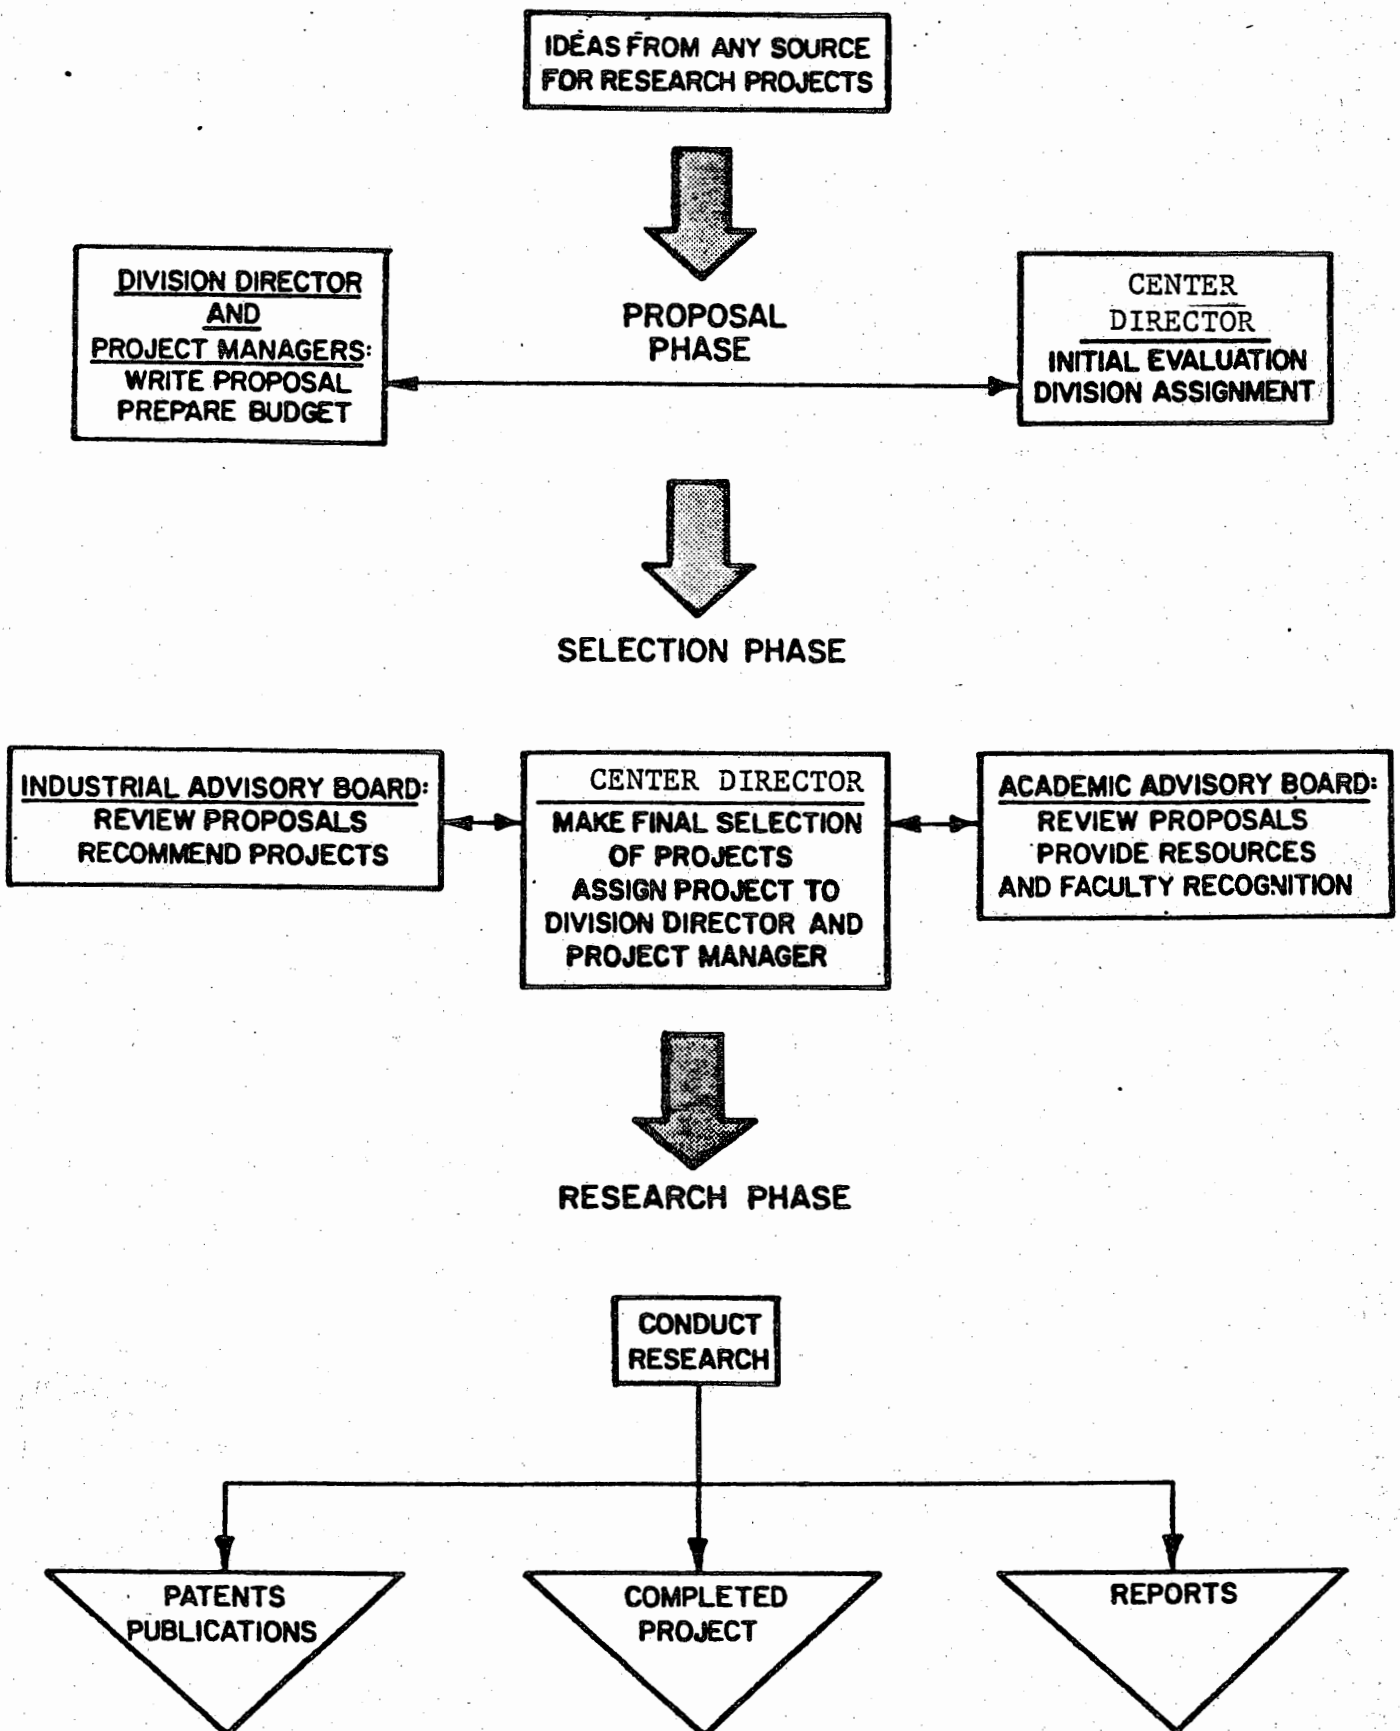 IDEAS FROM ANY SOURCE
FOR RESEARCH PROJECTS
DIVISION DIRECTOR
AND
PROJECT MANAGERS:
WRITE PROPOSAL
PREPARE BUDGET
PROPOSAL
PHASE
CENTER
DIRECTOR
INITIAL EVALUATION
DIVISION ASSIGNMENT
SELECTION PHASE
INDUSTRIAL ADVISORY BOARD:
REVIEW PROPOSALS
RECOMMEND PROJECTS
CENTER DIRECTOR
MAKE FINAL SELECTION
OF PROJECTS
ASSIGN PROJECT TO
DIVISION DIRECTOR AND
PROJECT MANAGER
ACADEMIC ADVISORY BOARD:
REVIEW PROPOSALS
PROVIDE RESOURCES
AND FACULTY RECOGNITION
RESEARCH PHASE
CONDUCT
RESEARCH
PATENTS
PUBLICATIONS
COMPLETED
PROJECT
REPORTS